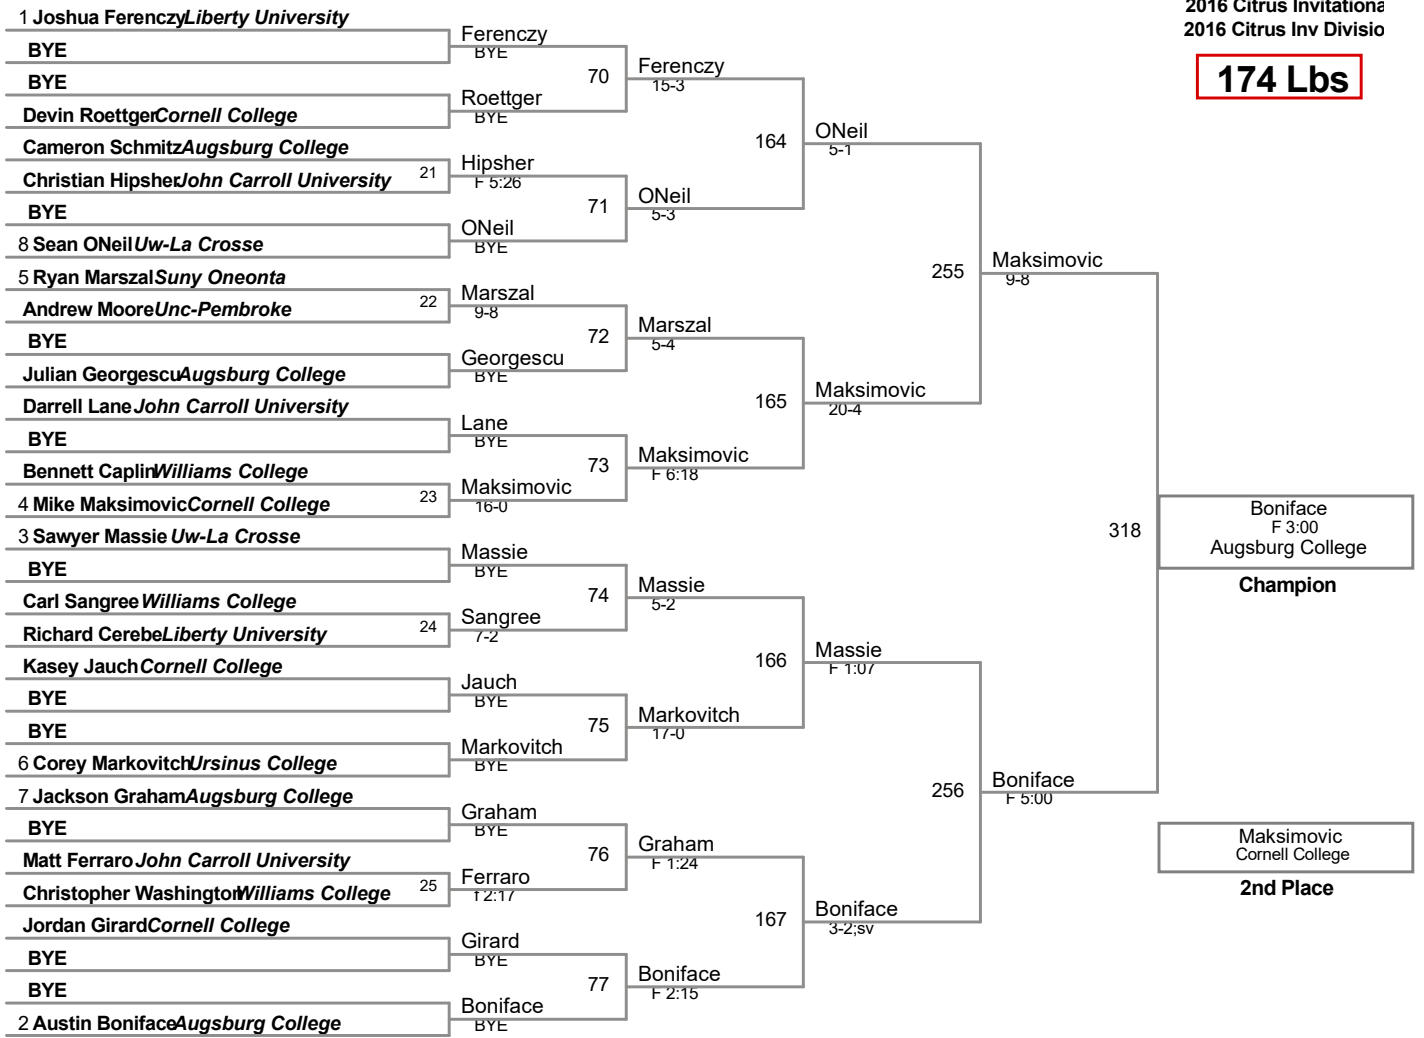 2016 Citrus Invitationa
2016 Citrus Inv Divisio
174 Lbs
1 Joshua Ferenczy Liberty University
BYE
BYE
Devin Roettger Cornell College
Cameron Schmitz Augsburg College
Christian Hipsher John Carroll University
21
BYE
8 Sean ONeil Uw-La Crosse
5 Ryan Marszal Suny Oneonta
Andrew Moore Unc-Pembroke
22
BYE
Julian Georgescu Augsburg College
Darrell Lane John Carroll University
BYE
Bennett Caplin Williams College
4 Mike Maksimovic Cornell College
23
3 Sawyer Massie Uw-La Crosse
BYE
Carl Sangree Williams College
Richard Cerebe Liberty University
24
Kasey Jauch Cornell College
BYE
BYE
6 Corey Markovitch Ursinus College
7 Jackson Graham Augsburg College
BYE
Matt Ferraro John Carroll University
Christopher Washington Williams College
25
Jordan Girard Cornell College
BYE
BYE
2 Austin Boniface Augsburg College
Ferenczy
BYE
70
Roettger
BYE
Hipsher
F 5:26
71
ONeil
BYE
Marszal
9-8
72
Georgescu
BYE
Lane
BYE
73
Maksimovic
16-0
Massie
BYE
74
Sangree
7-2
Jauch
BYE
75
Markovitch
BYE
Graham
BYE
76
Ferraro
f 2:17
Girard
BYE
77
Boniface
BYE
Ferenczy
15-3
164
ONeil
5-3
Marszal
5-4
165
Maksimovic
F 6:18
Massie
5-2
166
Markovitch
17-0
Graham
F 1:24
167
Boniface
F 2:15
ONeil
5-1
255
Maksimovic
20-4
Massie
F 1:07
256
Boniface
3-2;sv
Maksimovic
9-8
318
Boniface
F 5:00
Boniface
F 3:00
Augsburg College
Champion
Maksimovic
Cornell College
2nd Place